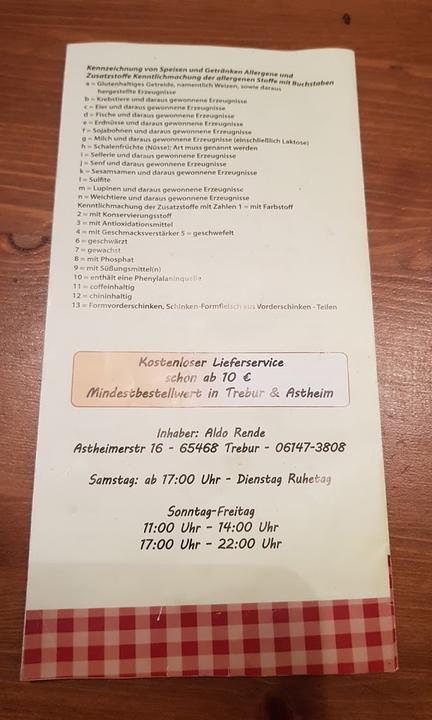 Kennzeichnung von Speisen und Getränken Allergene und
Zusatzstoffe Kenntlichmachung der allergenen Stoffe mit Buchstaben
a = Glutenhaltiges Getreide, namentlich Weizen, sowie daraus
hergestellte Erzeugnisse
b = Krebstiere und daraus gewonnene Erzeugnisse
c = Eier und daraus gewonnene Erzeugnisse
d = Fische und daraus gewonnene Erzeugnisse
e = Erdnüsse und daraus gewonnene Erzeugnisse
f = Sojabohnen und daraus gewonnene Erzeugnisse
g = Milch und daraus gewonnene Erzeugnisse (einschließlich Laktose)
h = Schalenfrüchte (Nüsse); Art muss genannt werden
i = Sellerie und daraus gewonnene Erzeugnisse
j = Senf und daraus gewonnene Erzeugnisse
k = Sesamsamen und daraus gewonnene Erzeugnisse
l = Sulfite
m = Lupinen und daraus gewonnene Erzeugnisse
n = Weichtiere und daraus gewonnene Erzeugnisse
Kenntlichmachung der Zusatzstoffe mit Zahlen 1 = mit Farbstoff
2 = mit Konservierungsstoff
3 = mit Antioxidationsmittel
4 = mit Geschmacksverstärker 5 = geschwefelt
6 = geschwärzt
7 = gewachst
8 = mit Phosphat
9 = mit Süßungsmittel(n)
10 = enthält eine Phenylalaninquelle
11 = coffeinhaltig
12 = chininhaltig
13 = Formvorderschinken, Schinken-Formfleisch aus Vorderschinken - Teilen
Kostenloser Lieferservice
schon ab 10 €
Mindestbestellwert in Trebur & Astheim
Inhaber: Aldo Rende
Astheimerstr 16 - 65468 Trebur - 06147-3808
Samstag: ab 17:00 Uhr - Dienstag Ruhetag
Sonntag-Freitag
11:00 Uhr - 14:00 Uhr
17:00 Uhr - 22:00 Uhr